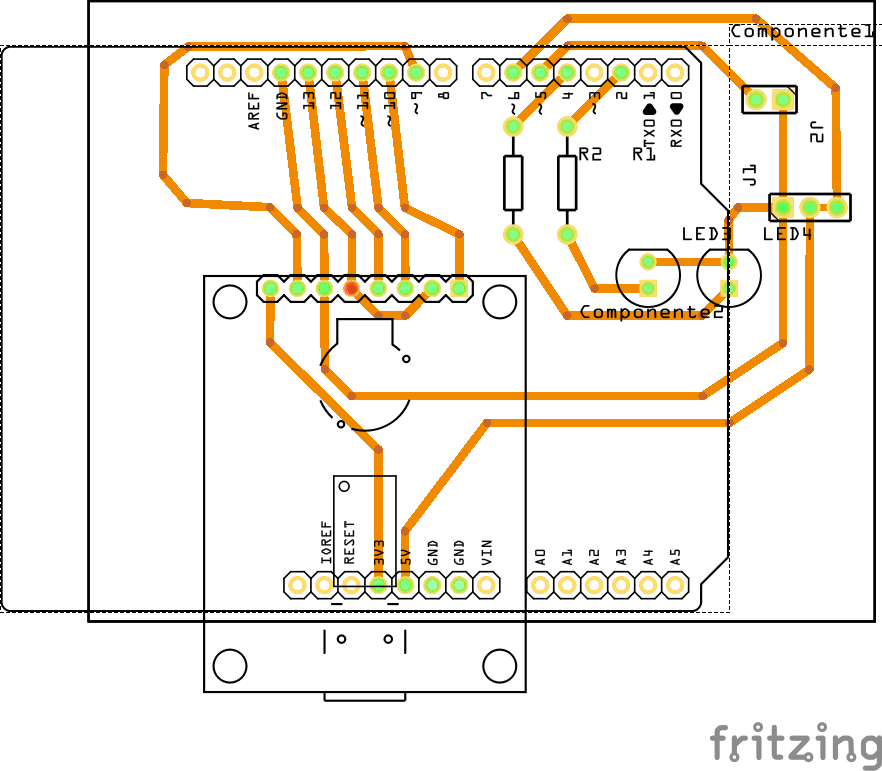 Componente1
AREF
GND
13
12
~11
~10
~9
8
7
~6
~5
4
~3
2
TX0 1
RX0 0
J2
R2
R1
J1
LED3
LED4
Componente2
IOREF
RESET
3V3
5V
GND
GND
VIN
A0
A1
A2
A3
A4
A5
fritzing